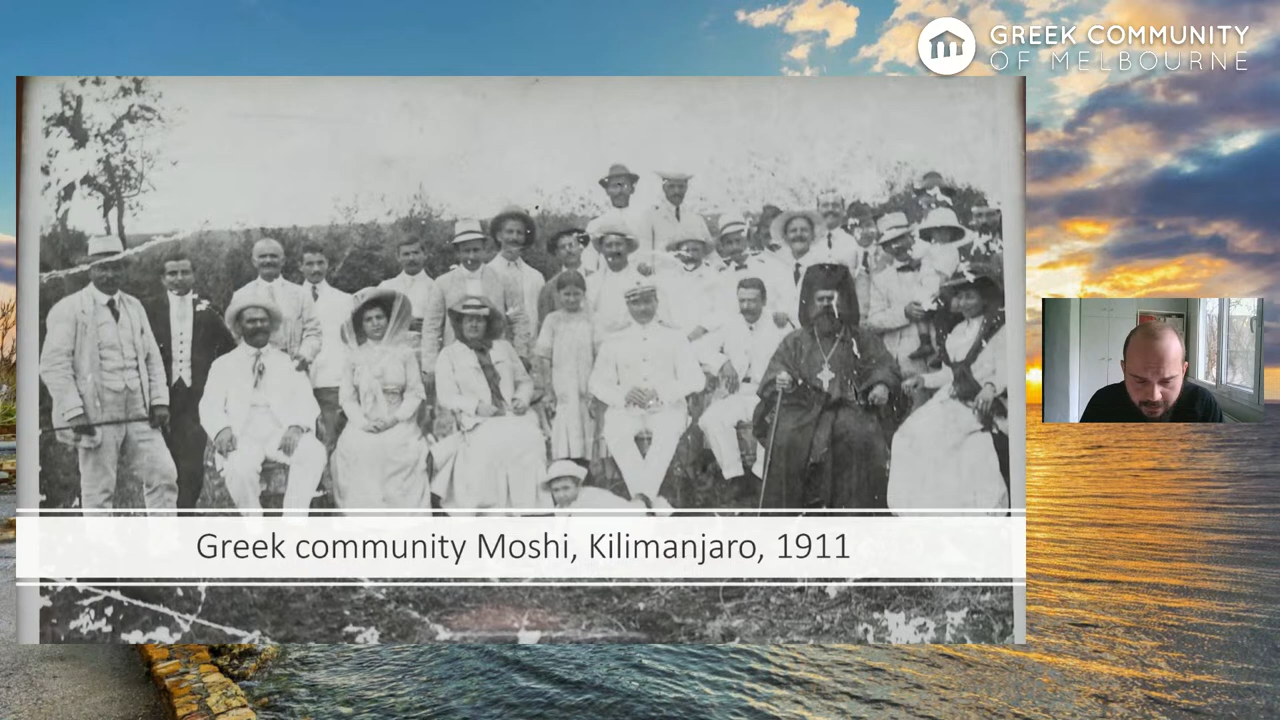 GREEK COMMUNITY
OF MELBOURNE
Greek community Moshi, Kilimanjaro, 1911